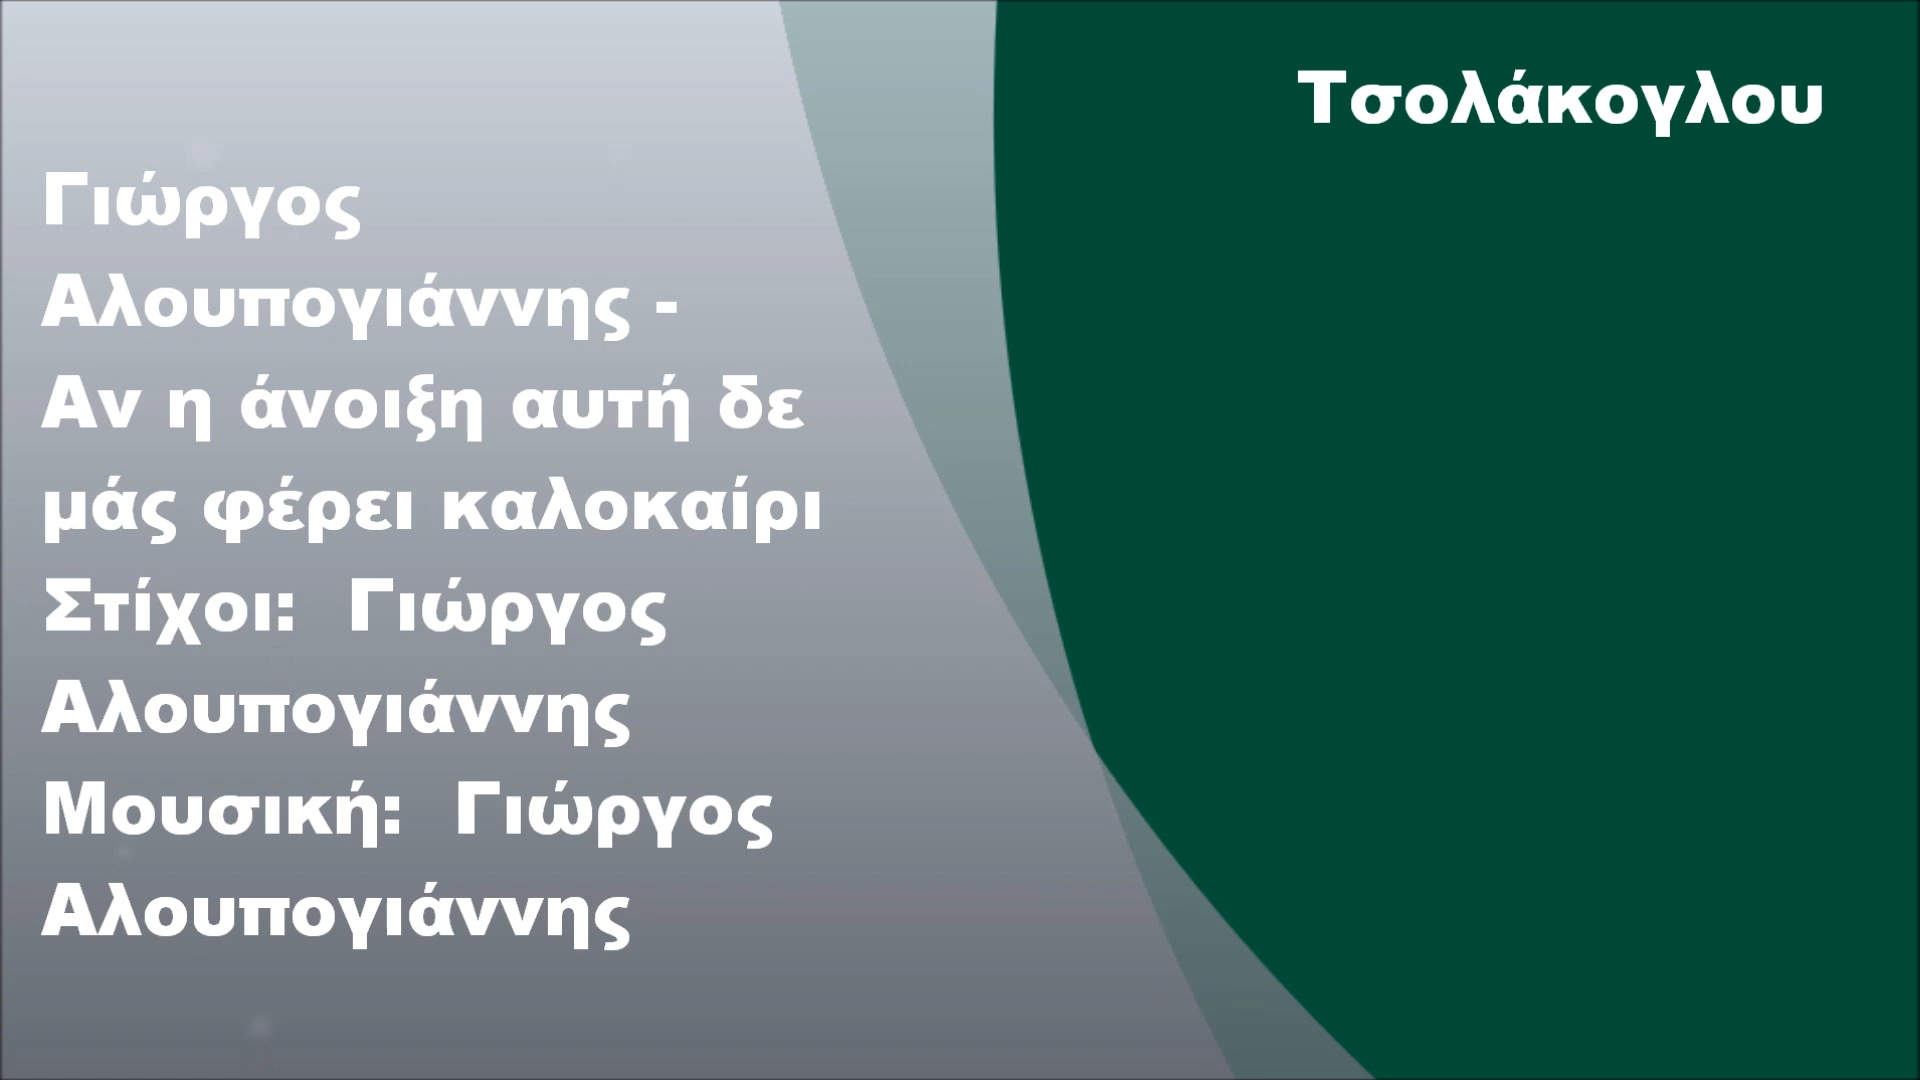 Τσολάκογλου
Γιώργος
Αλουπογιάννης -
Αν η άνοιξη αυτή δε
μάς φέρει καλοκαίρι
Στίχοι:  Γιώργος
Αλουπογιάννης
Μουσική:  Γιώργος
Αλουπογιάννης